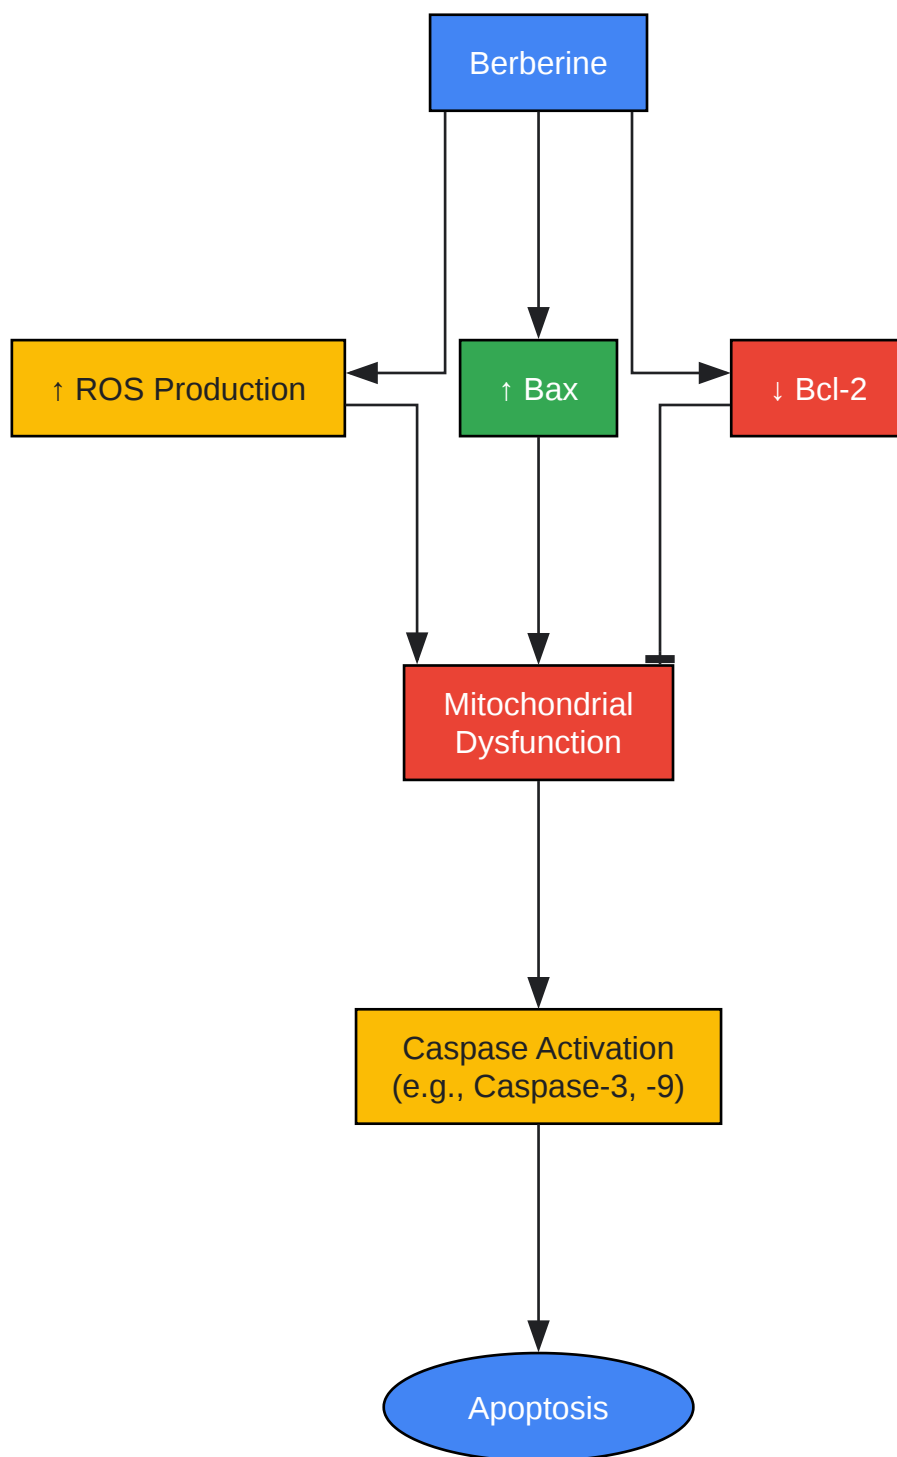 Berberine
↑ ROS Production
↑ Bax
↓ Bcl-2
Mitochondrial
Dysfunction
Caspase Activation
(e.g., Caspase-3, -9)
Apoptosis